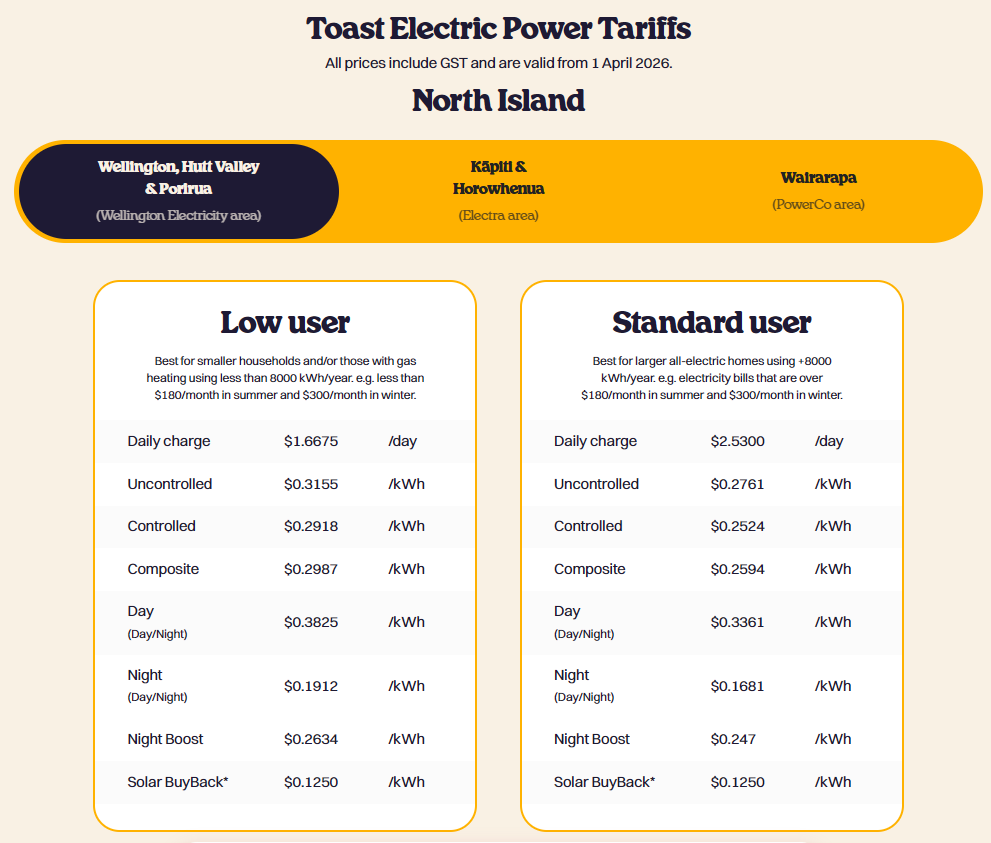 Toast Electric Power Tariffs
All prices include GST and are valid from 1 April 2026.
North Island
Wellington, Hutt Valley
& Porirua
(Wellington Electricity area)
Kāpiti &
Horowhenua
(Electra area)
Wairarapa
(PowerCo area)
Low user
Best for smaller households and/or those with gas
heating using less than 8000 kWh/year. e.g. less than
$180/month in summer and $300/month in winter.
Daily charge $1.6675 /day
Uncontrolled $0.3155 /kWh
Controlled $0.2918 /kWh
Composite $0.2987 /kWh
Day
(Day/Night) $0.3825 /kWh
Night
(Day/Night) $0.1912 /kWh
Night Boost $0.2634 /kWh
Solar BuyBack* $0.1250 /kWh
Standard user
Best for larger all-electric homes using +8000
kWh/year. e.g. electricity bills that are over
$180/month in summer and $300/month in winter.
Daily charge $2.5300 /day
Uncontrolled $0.2761 /kWh
Controlled $0.2524 /kWh
Composite $0.2594 /kWh
Day
(Day/Night) $0.3361 /kWh
Night
(Day/Night) $0.1681 /kWh
Night Boost $0.247 /kWh
Solar BuyBack* $0.1250 /kWh